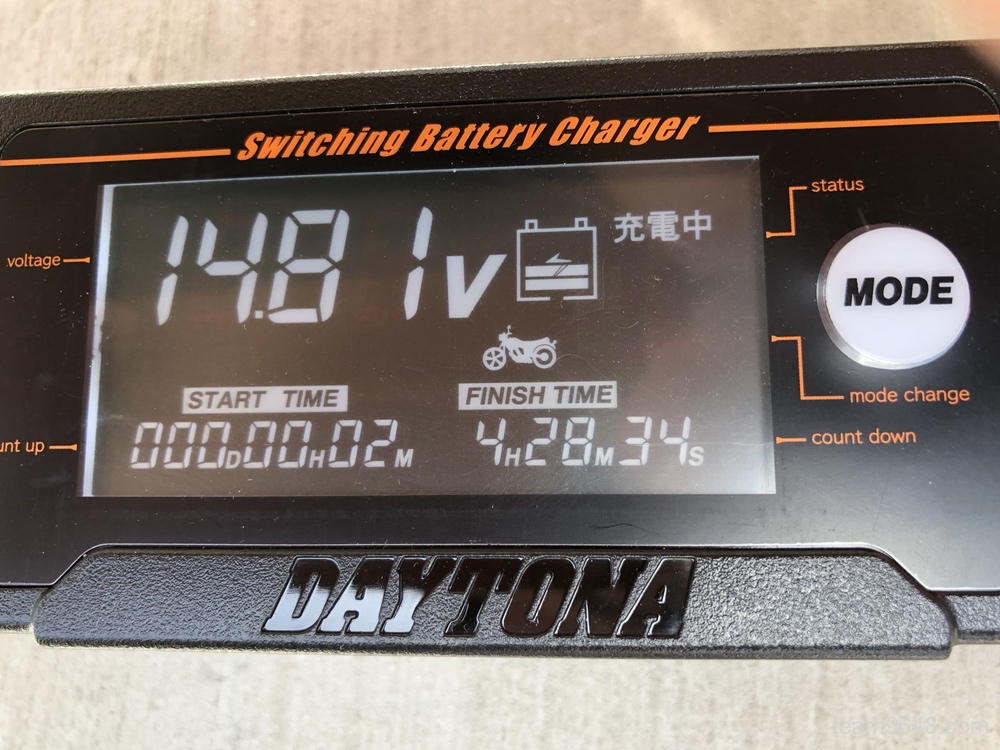 Switching Battery Charger
status
14.81V
充電中
voltage
MODE
START TIME
FINISH TIME
mode change
000D00H02M
4H28M34S
unt up
count down
DAYTONA